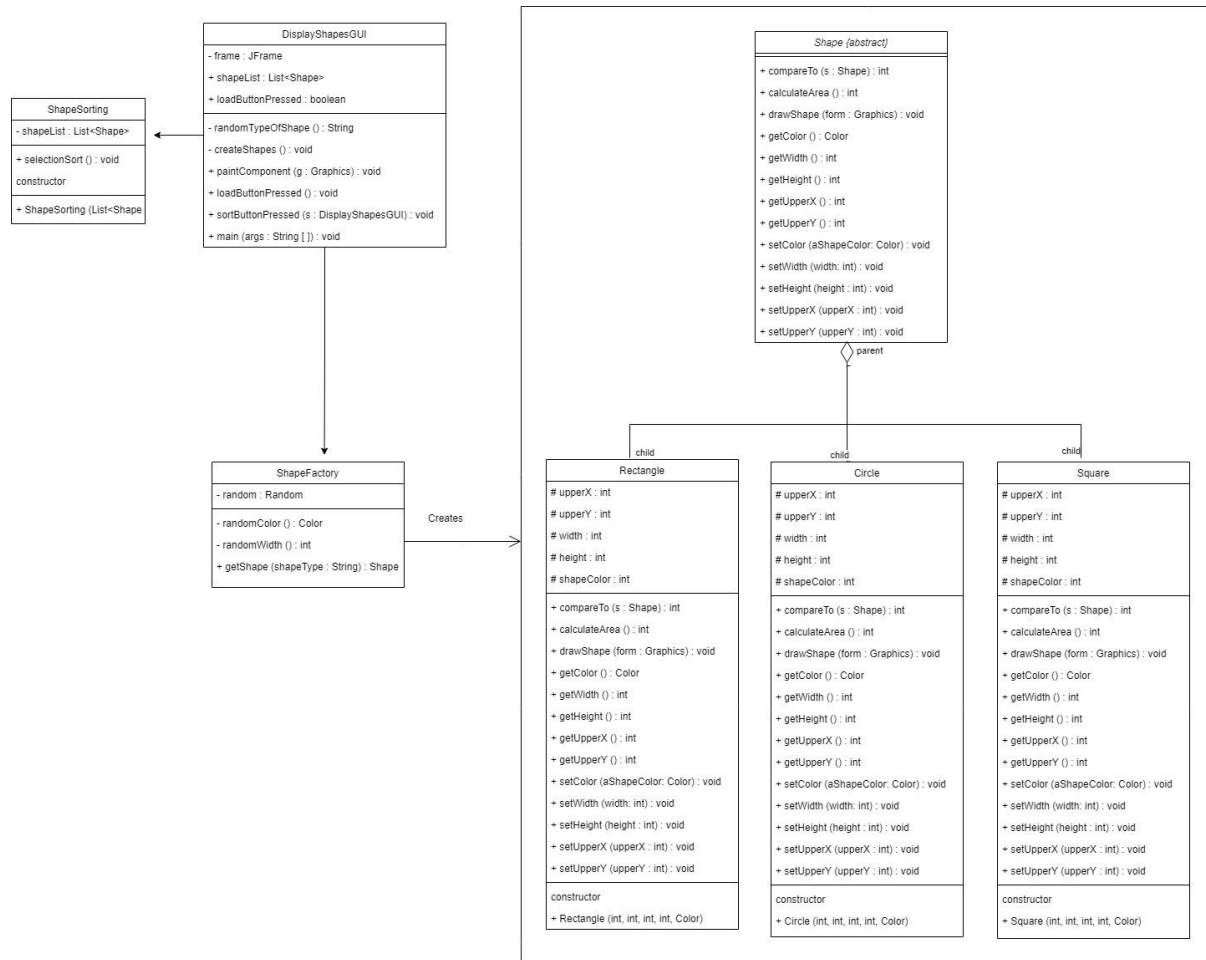 DisplayShapesGUI
- frame : JFrame
+ shapeList : List<Shape>
+ loadButtonPressed : boolean
- randomTypeOfShape () : String
- createShapes () : void
+ paintComponent (g : Graphics) : void
+ loadButtonPressed () : void
+ sortButtonPressed (s : DisplayShapesGUI) : void
+ main (args : String [ ]) : void
ShapeSorting
- shapeList : List<Shape>
+ selectionSort () : void
constructor
+ ShapeSorting (List<Shape
ShapeFactory
- random : Random
- randomColor () : Color
- randomWidth () : int
+ getShape (shapeType : String) : Shape
Creates
Shape {abstract}
+ compareTo (s : Shape) : int
+ calculateArea () : int
+ drawShape (form : Graphics) : void
+ getColor () : Color
+ getWidth () : int
+ getHeight () : int
+ getUpperX () : int
+ getUpperY () : int
+ setColor (aShapeColor: Color) : void
+ setWidth (width: int) : void
+ setHeight (height : int) : void
+ setUpperX (upperX : int) : void
+ setUpperY (upperY : int) : void
parent
child
Rectangle
# upperX : int
# upperY : int
# width : int
# height : int
# shapeColor : int
+ compareTo (s : Shape) : int
+ calculateArea () : int
+ drawShape (form : Graphics) : void
+ getColor () : Color
+ getWidth () : int
+ getHeight () : int
+ getUpperX () : int
+ getUpperY () : int
+ setColor (aShapeColor: Color) : void
+ setWidth (width: int) : void
+ setHeight (height : int) : void
+ setUpperX (upperX : int) : void
+ setUpperY (upperY : int) : void
constructor
+ Rectangle (int, int, int, int, Color)
child
Circle
# upperX : int
# upperY : int
# width : int
# height : int
# shapeColor : int
+ compareTo (s : Shape) : int
+ calculateArea () : int
+ drawShape (form : Graphics) : void
+ getColor () : Color
+ getWidth () : int
+ getHeight () : int
+ getUpperX () : int
+ getUpperY () : int
+ setColor (aShapeColor: Color) : void
+ setWidth (width: int) : void
+ setHeight (height : int) : void
+ setUpperX (upperX : int) : void
+ setUpperY (upperY : int) : void
constructor
+ Circle (int, int, int, int, Color)
child
Square
# upperX : int
# upperY : int
# width : int
# height : int
# shapeColor : int
+ compareTo (s : Shape) : int
+ calculateArea () : int
+ drawShape (form : Graphics) : void
+ getColor () : Color
+ getWidth () : int
+ getHeight () : int
+ getUpperX () : int
+ getUpperY () : int
+ setColor (aShapeColor: Color) : void
+ setWidth (width: int) : void
+ setHeight (height : int) : void
+ setUpperX (upperX : int) : void
+ setUpperY (upperY : int) : void
constructor
+ Square (int, int, int, int, Color)